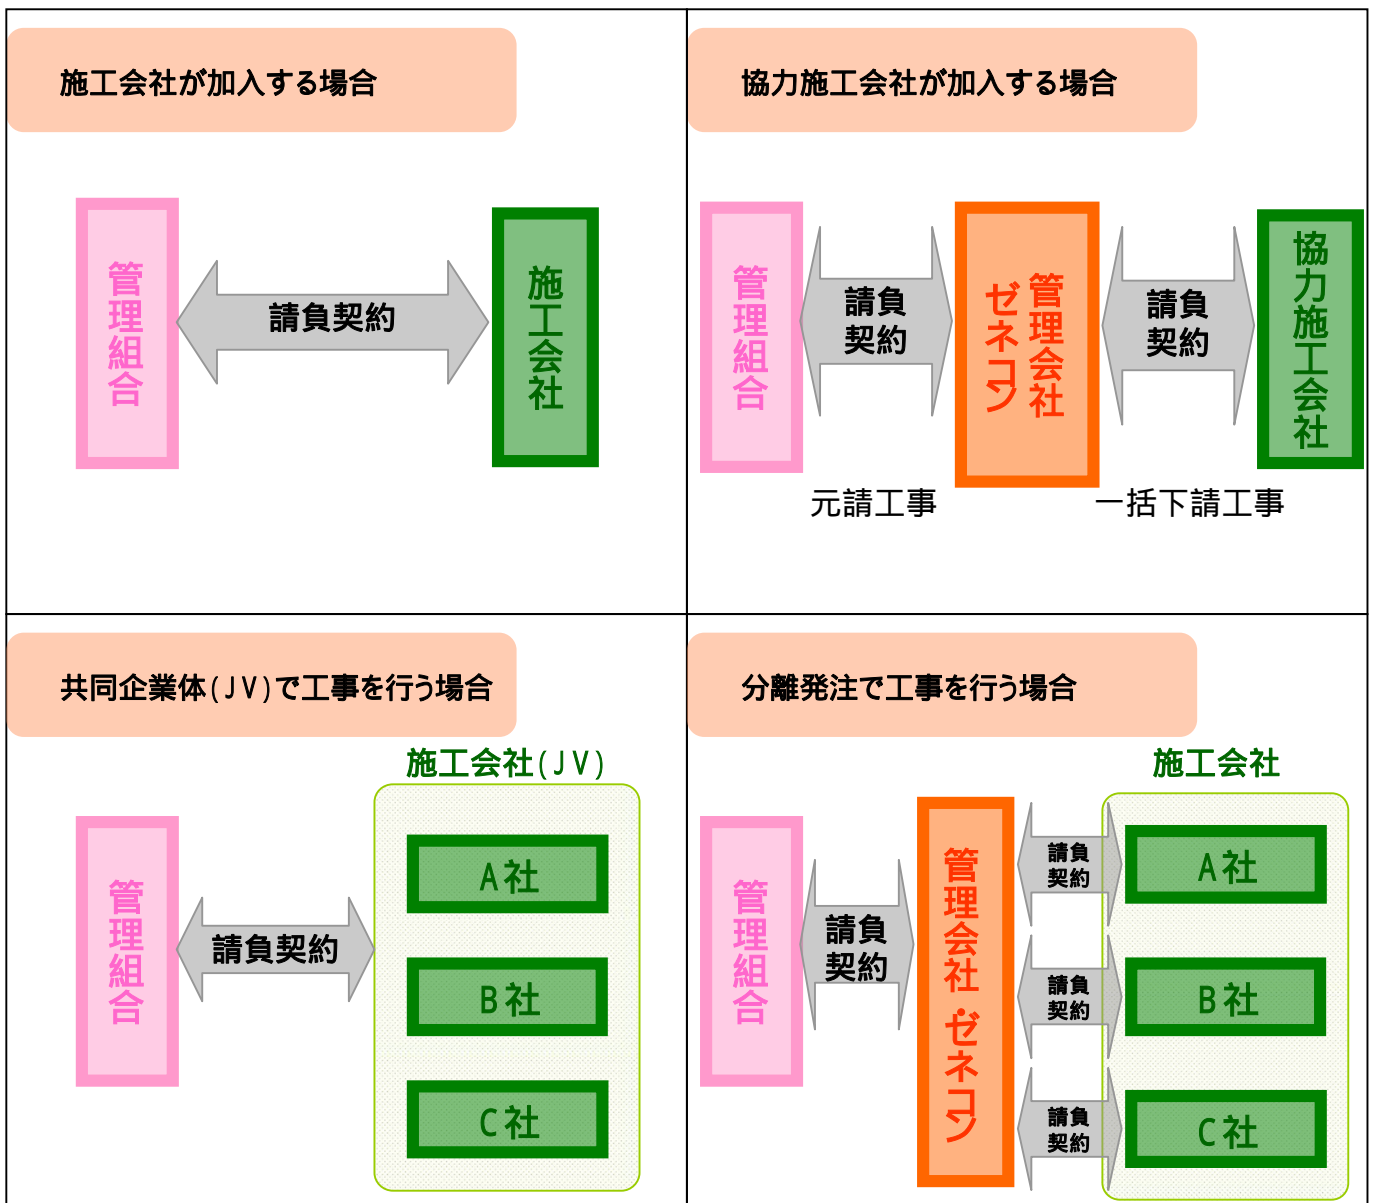 施工会社が加入する場合
管理組合
請負契約
施工会社
協力施工会社が加入する場合
管理組合
請負
契約
管理会社
ゼネコン
請負
契約
協力施工会社
元請工事
一括下請工事
共同企業体(JV)で工事を行う場合
施工会社(JV)
管理組合
請負契約
A社
B社
C社
分離発注で工事を行う場合
施工会社
管理組合
請負
契約
管理会社・ゼネコン
請負
契約
A社
請負
契約
B社
請負
契約
C社